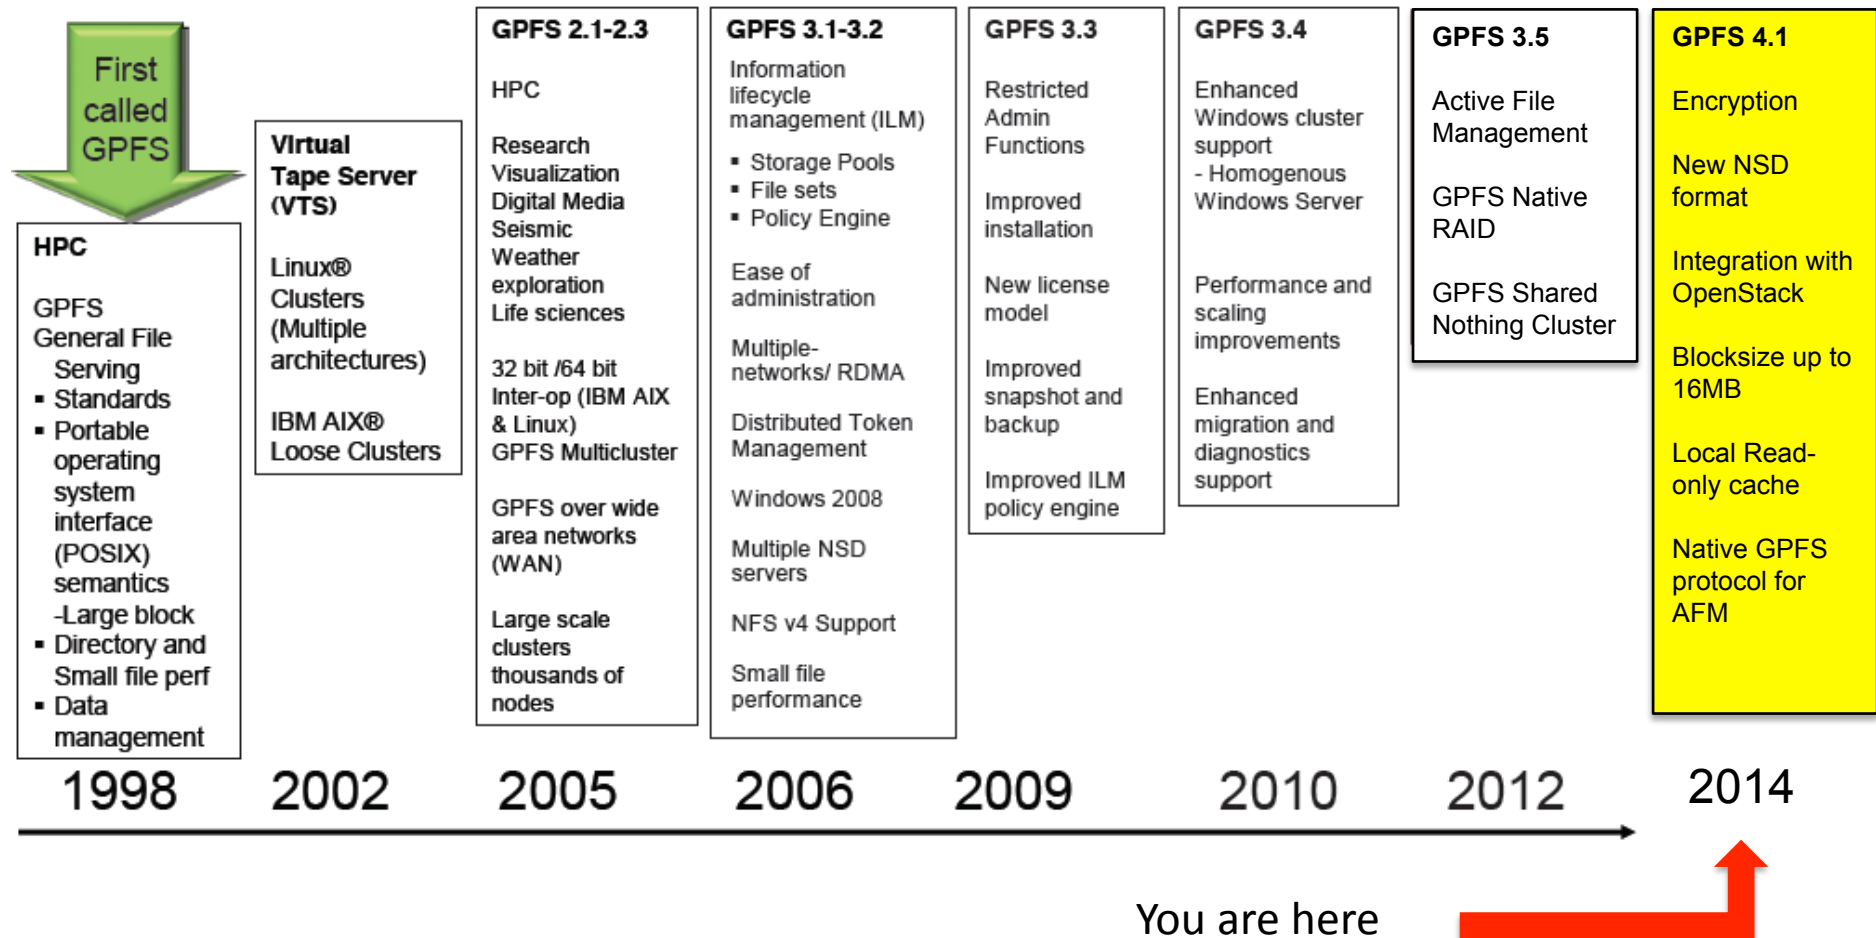 First
called
GPFS
HPC
GPFS
General File
Serving
▪ Standards
▪ Portable
operating
system
interface
(POSIX)
semantics
-Large block
▪ Directory and
Small file perf
▪ Data
management
Virtual
Tape Server
(VTS)
Linux®
Clusters
(Multiple
architectures)
IBM AIX®
Loose Clusters
GPFS 2.1-2.3
HPC
Research
Visualization
Digital Media
Seismic
Weather
exploration
Life sciences
32 bit /64 bit
Inter-op (IBM AIX
& Linux)
GPFS Multicluster
GPFS over wide
area networks
(WAN)
Large scale
clusters
thousands of
nodes
GPFS 3.1-3.2
Information
lifecycle
management (ILM)
▪ Storage Pools
▪ File sets
▪ Policy Engine
Ease of
administration
Multiple-
networks/ RDMA
Distributed Token
Management
Windows 2008
Multiple NSD
servers
NFS v4 Support
Small file
performance
GPFS 3.3
Restricted
Admin
Functions
Improved
installation
New license
model
Improved
snapshot and
backup
Improved ILM
policy engine
GPFS 3.4
Enhanced
Windows cluster
support
- Homogenous
Windows Server
Performance and
scaling
improvements
Enhanced
migration and
diagnostics
support
GPFS 3.5
Active File
Management
GPFS Native
RAID
GPFS Shared
Nothing Cluster
GPFS 4.1
Encryption
New NSD
format
Integration with
OpenStack
Blocksize up to
16MB
Local Read-
only cache
Native GPFS
protocol for
AFM
1998
2002
2005
2006
2009
2010
2012
2014
You are here